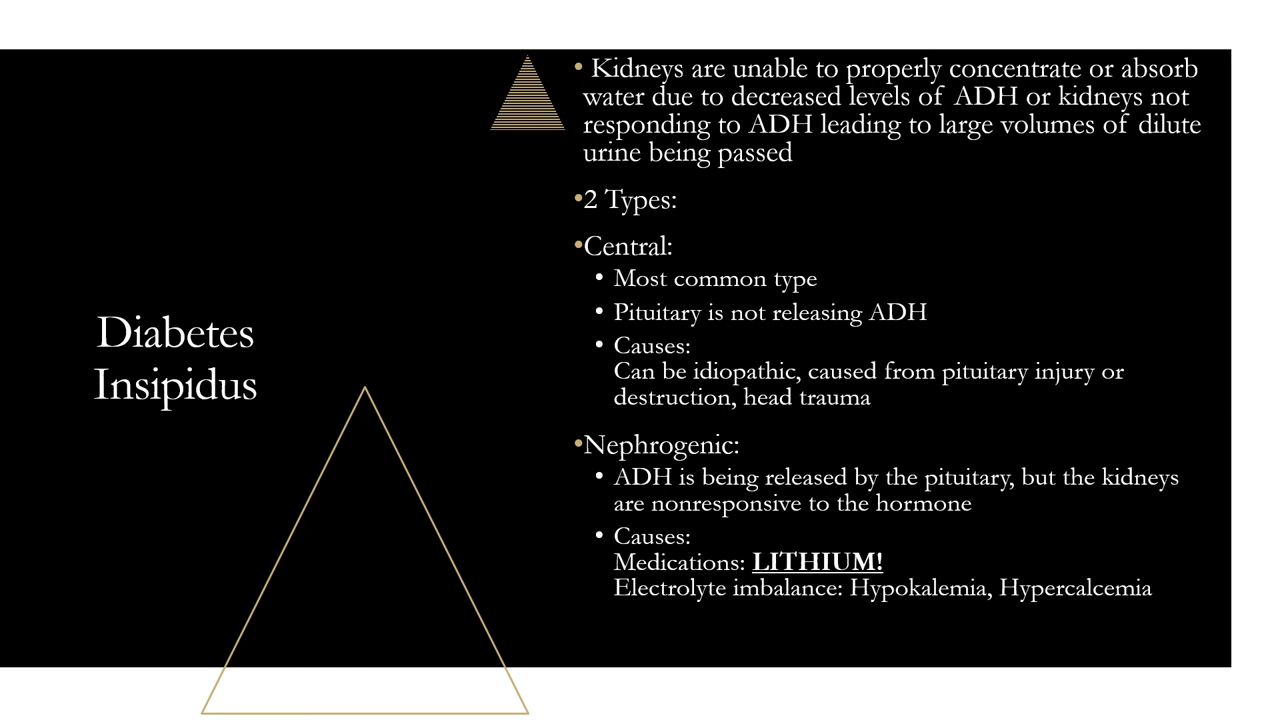 Diabetes
Insipidus
• Kidneys are unable to properly concentrate or absorb
water due to decreased levels of ADH or kidneys not
responding to ADH leading to large volumes of dilute
urine being passed
•2 Types:
•Central:
• Most common type
• Pituitary is not releasing ADH
• Causes:
Can be idiopathic, caused from pituitary injury or
destruction, head trauma
•Nephrogenic:
• ADH is being released by the pituitary, but the kidneys
are nonresponsive to the hormone
• Causes:
Medications: LITHIUM!
Electrolyte imbalance: Hypokalemia, Hypercalcemia